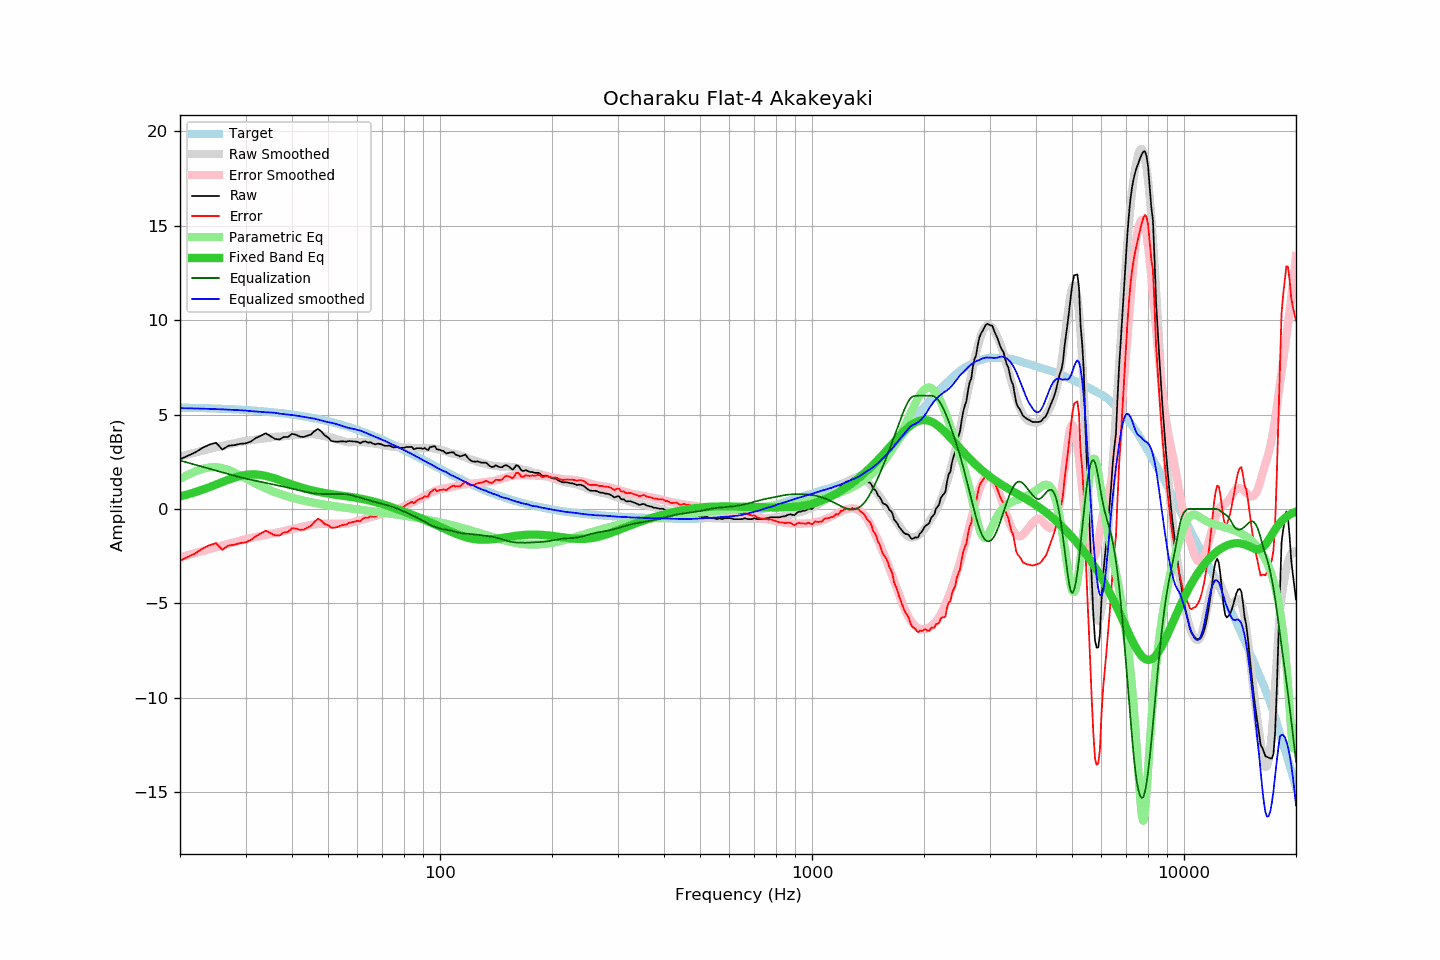 Ocharaku Flat-4 Akakeyaki
Target
Raw Smoothed
Error Smoothed
Raw
Error
Parametric Eq
Fixed Band Eq
Equalization
Equalized smoothed
Amplitude (dBr)
20
15
10
5
0
−5
−10
−15
100
1000
10000
Frequency (Hz)